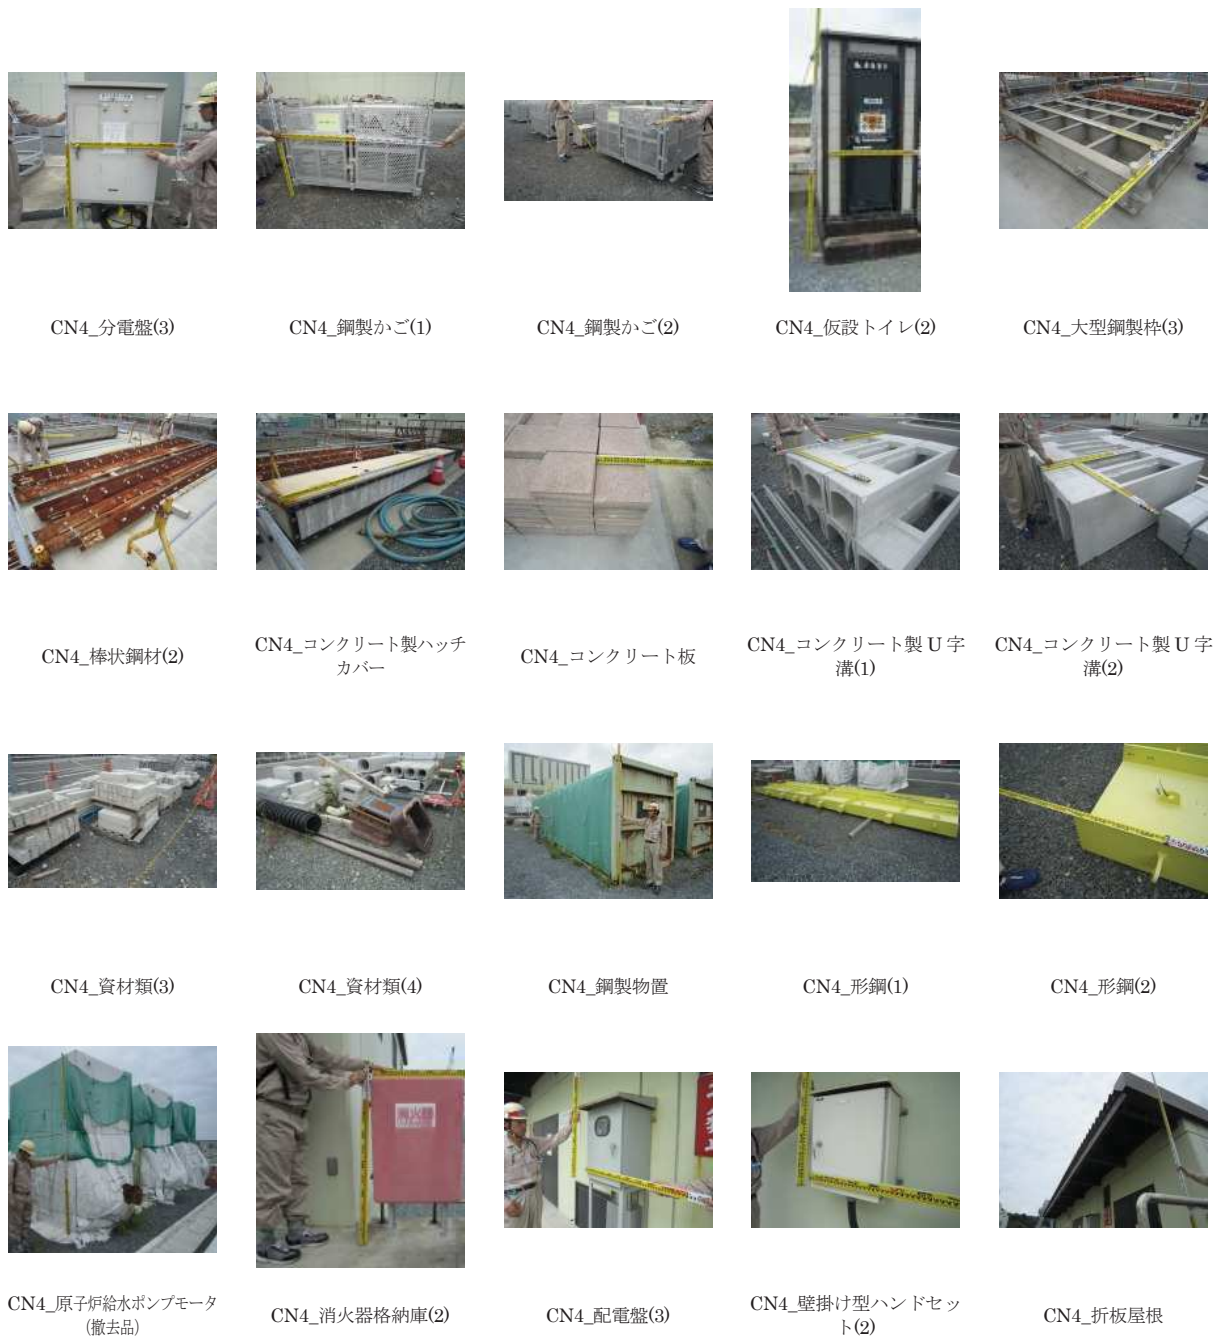 CN4_分電盤(3)
CN4_鋼製かご(1)
CN4_鋼製かご(2)
CN4_仮設トイレ(2)
CN4_大型鋼製枠(3)
CN4_棒状鋼材(2)
CN4_コンクリート製ハッチ
カバー
CN4_コンクリート板
CN4_コンクリート製 U 字
溝(1)
CN4_コンクリート製 U 字
溝(2)
CN4_資材類(3)
CN4_資材類(4)
CN4_鋼製物置
CN4_形鋼(1)
CN4_形鋼(2)
消火器
CN4_原子炉給水ポンプモータ
(撤去品)
CN4_消火器格納庫(2)
CN4_配電盤(3)
CN4_壁掛け型ハンドセッ
ト(2)
CN4_折板屋根